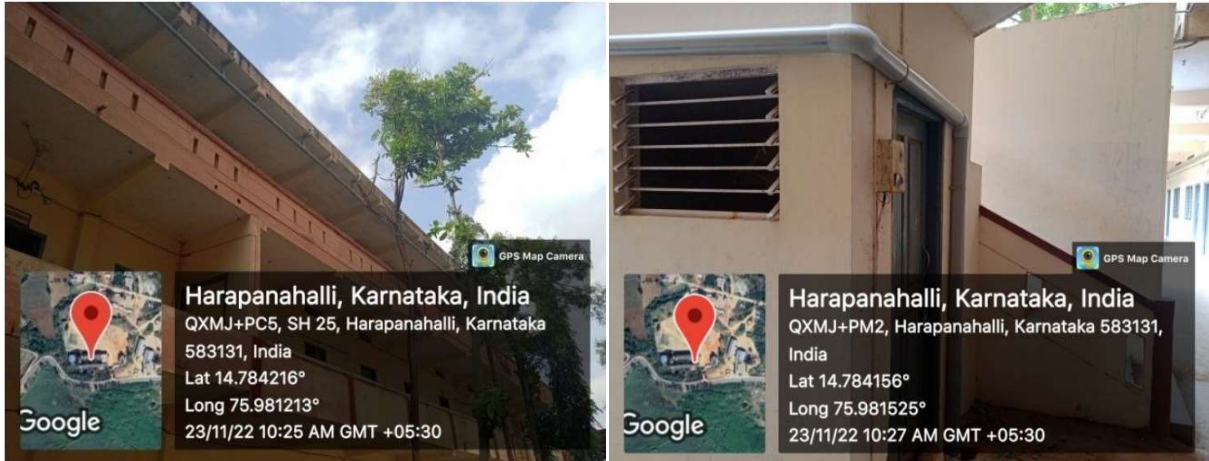 GPS Map Camera
Harapanahalli, Karnataka, India
QXMJ+PC5, SH 25, Harapanahalli, Karnataka
583131, India
Lat 14.784216°
Long 75.981213°
23/11/22 10:25 AM GMT +05:30
Google
GPS Map Camera
Harapanahalli, Karnataka, India
QXMJ+PM2, Harapanahalli, Karnataka 583131,
India
Lat 14.784156°
Long 75.981525°
23/11/22 10:27 AM GMT +05:30
Google